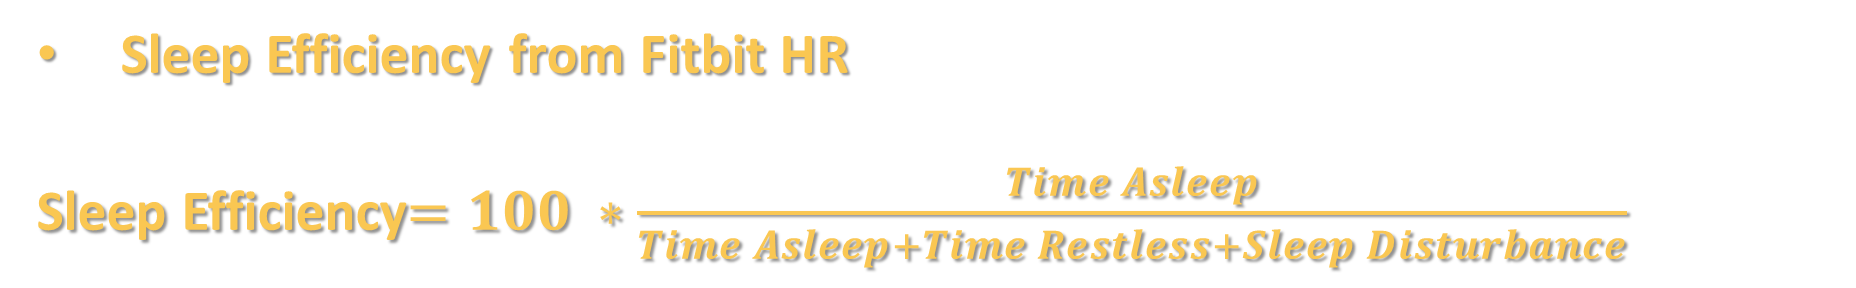 • Sleep Efficiency from Fitbit HR
Sleep Efficiency= 100 * Time Asleep
Time Asleep+Time Restless+Sleep Disturbance